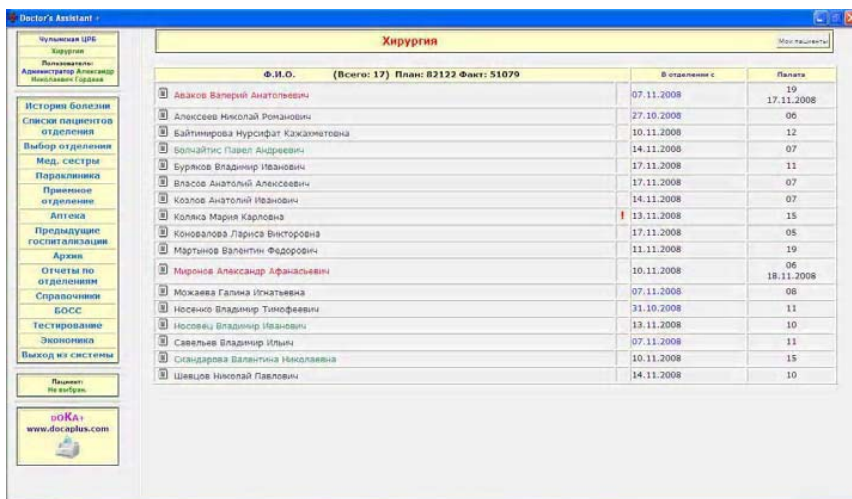 Doctor's Assistant +
Чулымская ЦРБ
Хирургия
Пользователь:
Администратор Александр
Николаевич Гордеев
История болезни
Списки пациентов
отделения
Выбор отделения
Мед. сестры
Параклиника
Приемное
отделение
Аптека
Предыдущие
госпитализации
Архив
Отчеты по
отделениям
Справочники
БОСС
Тестирование
Экономика
Выход из системы
Пациент:
Не выбран.
DOKA+
www.docaplus.com
Хирургия
Мои пациенты
Ф.И.О. (Всего: 17) План: 82122 Факт: 51079 В отделении с Палата
Аваков Валерий Анатольевич 07.11.2008 19
17.11.2008
Алексеев Николай Романович 27.10.2008 06
Байтимирова Нурсифат Кажахметовна 10.11.2008 12
Болчайтис Павел Андреевич 14.11.2008 07
Буряков Владимир Иванович 17.11.2008 11
Власов Анатолий Алексеевич 17.11.2008 07
Козлов Анатолий Иванович 14.11.2008 07
Коляка Мария Карловна ! 13.11.2008 15
Коновалова Лариса Викторовна 17.11.2008 05
Мартынов Валентин Федорович 11.11.2008 19
Миронов Александр Афанасьевич 10.11.2008 06
18.11.2008
Можаева Галина Игнатьевна 07.11.2008 08
Носенко Владимир Тимофеевич 31.10.2008 11
Носовец Владимир Иванович 13.11.2008 10
Савельев Владимир Ильич 07.11.2008 11
Скандарова Валентина Николаевна 10.11.2008 15
Шевцов Николай Павлович 14.11.2008 10